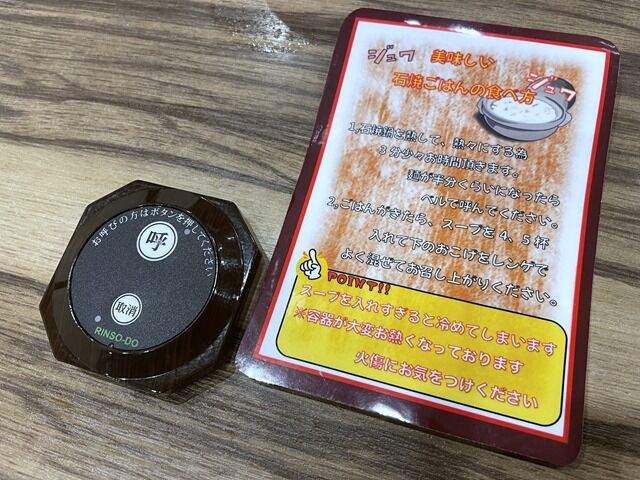 お呼びの方はボタンを押してください
呼
取消
RINSO-DO
ジュワ
美味しい
石焼ごはんの食べ方
ジュワ
1,石焼鍋を熱して、熱々にする為
3分少々お時間頂きます。
麺が半分くらいになったら
ベルで呼んでください。
2,ごはんがきたら、スープを4、5杯
入れて下のおこげをレンゲで
よく混ぜてお召し上がりください。
POINT!!
スープを入れすぎると冷めてしまいます
※容器が大変お熱くなっております
火傷にお気をつけください